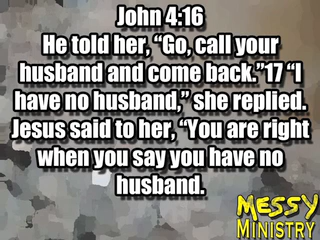 John 4:16
He told her, “Go, call your
husband and come back.”17 “I
have no husband,” she replied.
Jesus said to her, “You are right
when you say you have no
husband.
MESSY
MINISTRY